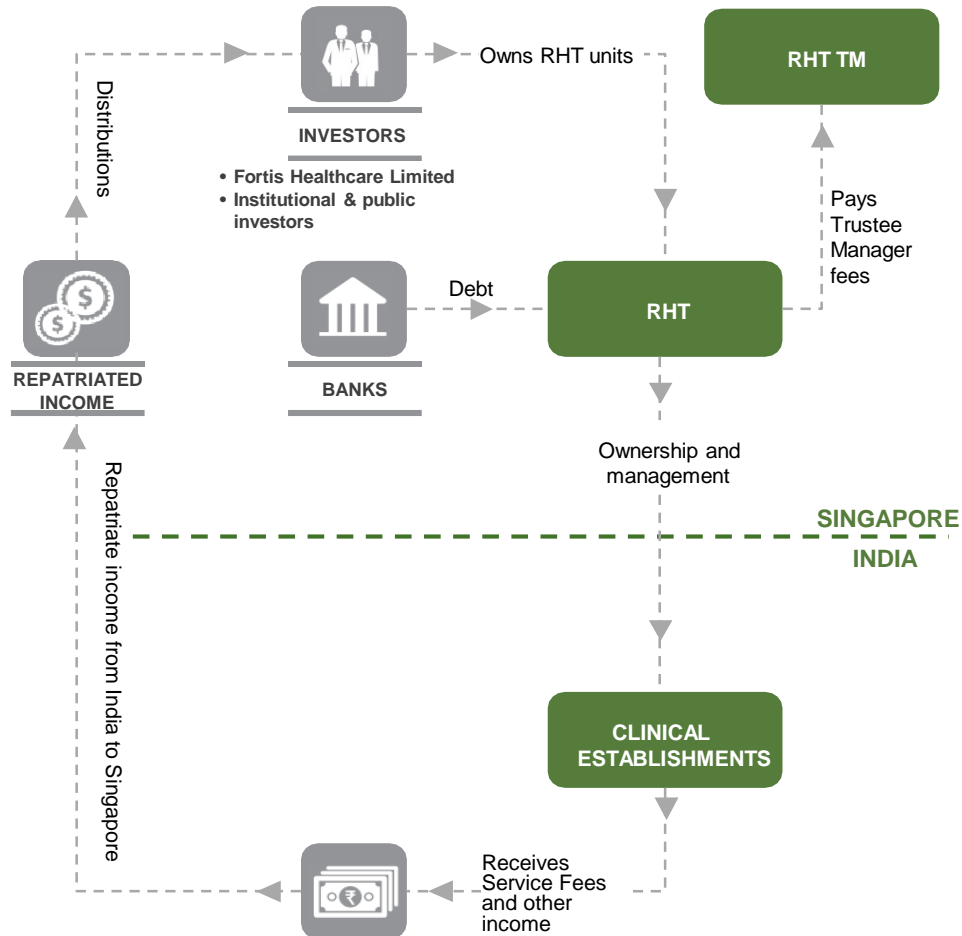 Owns RHT units
RHT TM
Distributions
INVESTORS
• Fortis Healthcare Limited
• Institutional & public
investors
Pays
Trustee
Manager
fees
$
$
Debt
RHT
REPATRIATED
INCOME
BANKS
Ownership and
management
Repatriate income from India to Singapore
SINGAPORE
INDIA
CLINICAL
ESTABLISHMENTS
Receives
Service Fees
and other
income
₹